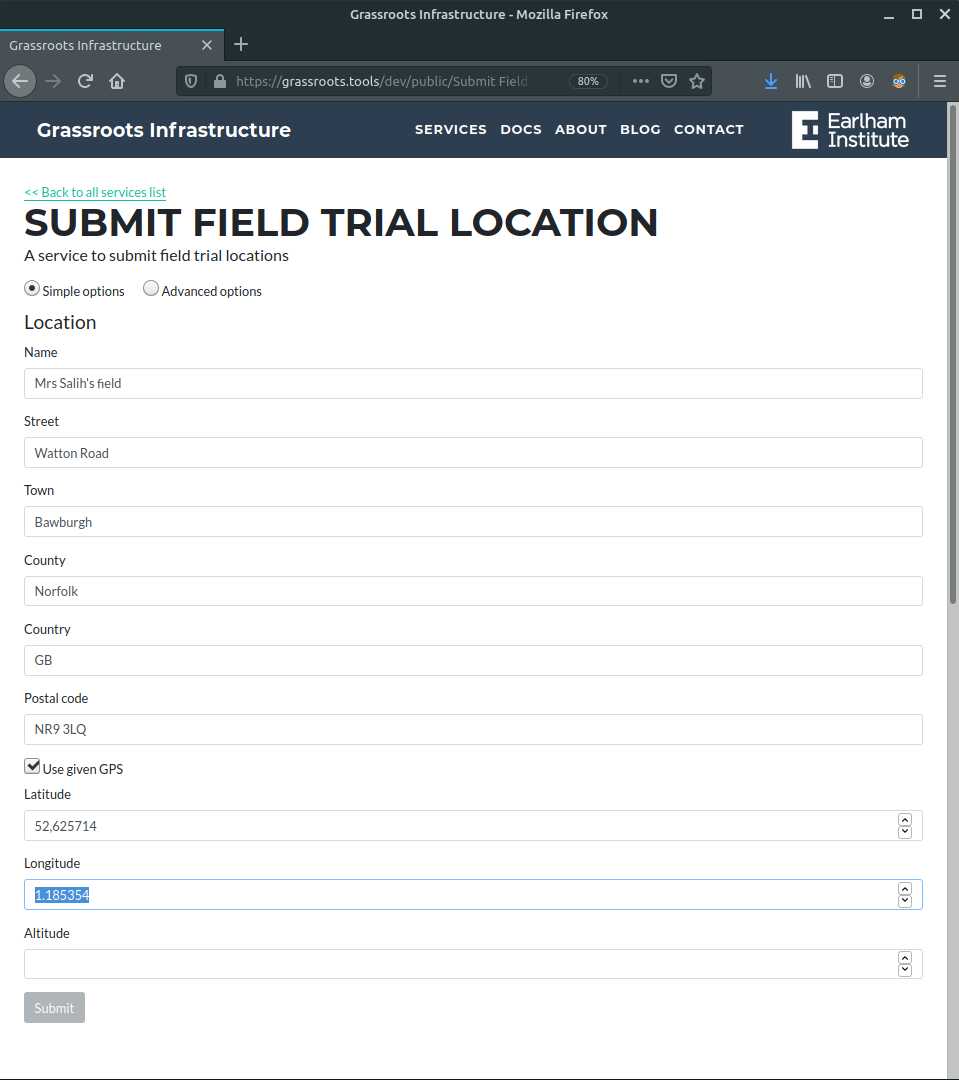 Grassroots Infrastructure - Mozilla Firefox
Grassroots Infrastructure
https://grassroots.tools/dev/public/Submit Field 80%
Grassroots Infrastructure SERVICES DOCS ABOUT BLOG CONTACT Earlham Institute
<< Back to all services list
SUBMIT FIELD TRIAL LOCATION
A service to submit field trial locations
Simple options Advanced options
Location
Name
Mrs Salih's field
Street
Watton Road
Town
Bawburgh
County
Norfolk
Country
GB
Postal code
NR9 3LQ
Use given GPS
Latitude
52,625714
Longitude
1.185354
Altitude
Submit